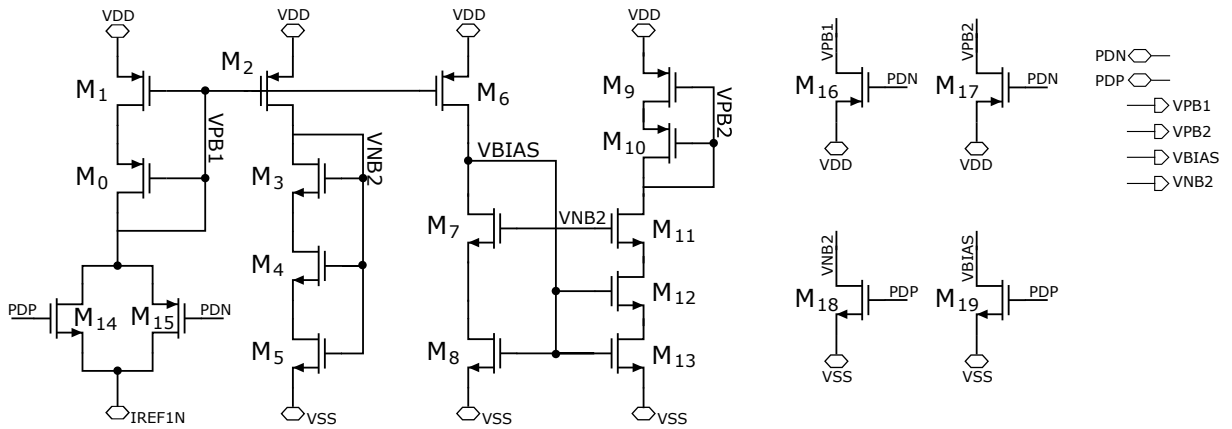 VDD
VDD
VDD
VDD
M1
M2
M6
M9
VPB1
VPB2
M10
M0
VNB2
M3
VBIAS
M7
VNB2
M11
M4
M12
PDP
M14
M15
PDN
M5
M8
M13
IREF1N
VSS
VSS
VSS
VPB1
VPB2
M16
PDN
M17
PDN
VDD
VDD
VNB2
VBIAS
M18
PDP
M19
PDP
VSS
VSS
PDN
PDP
VPB1
VPB2
VBIAS
VNB2